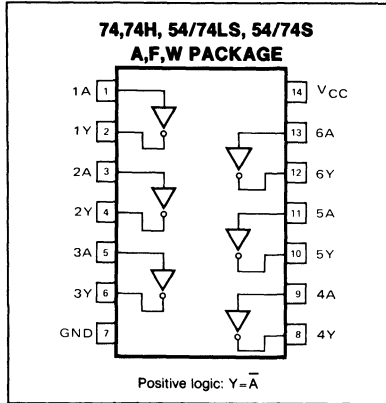 74,74H, 54/74LS, 54/74S
A,F,W PACKAGE
1A 1 14 VCC
1Y 2 13 6A
2A 3 12 6Y
2Y 4 11 5A
3A 5 10 5Y
3Y 6 9 4A
GND 7 8 4Y
Positive logic: Y=A̅